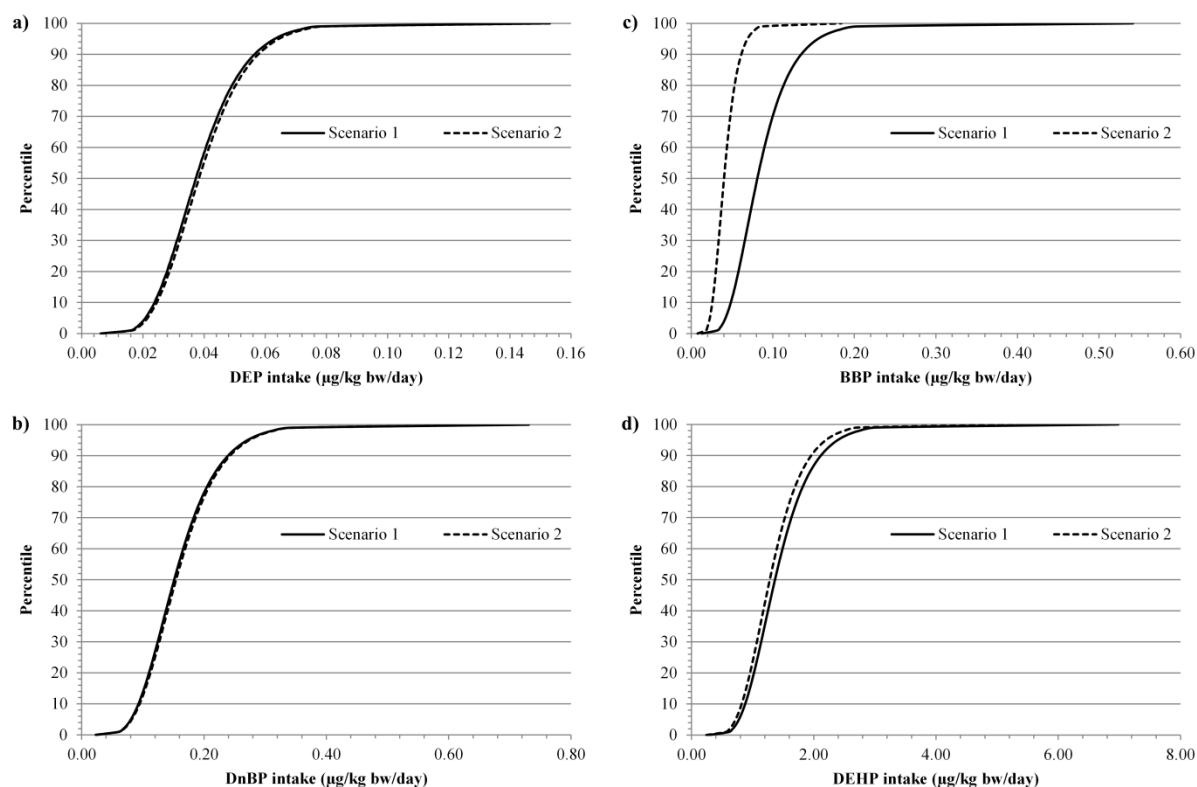 a)
100
90
80
70
60
50
40
30
20
10
0
Percentile
Scenario 1
Scenario 2
0.00 0.02 0.04 0.06 0.08 0.10 0.12 0.14 0.16
DEP intake (µg/kg bw/day)
c)
100
90
80
70
60
50
40
30
20
10
0
Percentile
Scenario 1
Scenario 2
0.00 0.10 0.20 0.30 0.40 0.50 0.60
BBP intake (µg/kg bw/day)
b)
100
90
80
70
60
50
40
30
20
10
0
Percentile
Scenario 1
Scenario 2
0.00 0.20 0.40 0.60 0.80
DnBP intake (µg/kg bw/day)
d)
100
90
80
70
60
50
40
30
20
10
0
Percentile
Scenario 1
Scenario 2
0.00 2.00 4.00 6.00 8.00
DEHP intake (µg/kg bw/day)